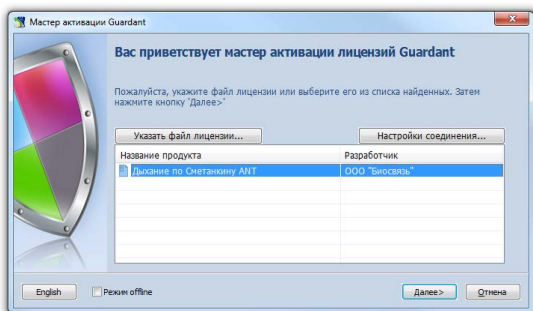 Мастер активации Guardant
Вас приветствует мастер активации лицензий Guardant
Пожалуйста, укажите файл лицензии или выберите его из списка найденных. Затем
нажмите кнопку 'Далее>'
Указать файл лицензии...
Настройки соединения...
Название продукта
Разработчик
Дыхание по Сметанкину ANT
ООО "Биосвязь"
English
Режим offline
Далее>
Отмена